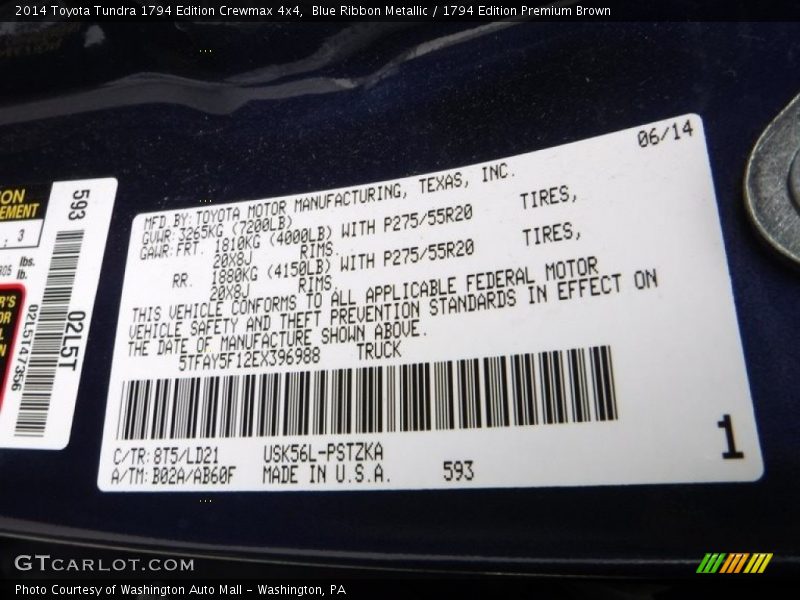 2014 Toyota Tundra 1794 Edition Crewmax 4x4, Blue Ribbon Metallic / 1794 Edition Premium Brown
06/14
MFD BY: TOYOTA MOTOR MANUFACTURING, TEXAS, INC.
GVWR: 3265KG (7200LB)
GAWR: FRT. 1810KG (4000LB) WITH P275/55R20 TIRES,
20X8J RIMS.
RR. 1880KG (4150LB) WITH P275/55R20 TIRES,
20X8J RIMS.
THIS VEHICLE CONFORMS TO ALL APPLICABLE FEDERAL MOTOR
VEHICLE SAFETY AND THEFT PREVENTION STANDARDS IN EFFECT ON
THE DATE OF MANUFACTURE SHOWN ABOVE.
5TFAY5F12EX396988 TRUCK
C/TR: 8T5/LD21 USK56L-PSTZKA
A/TM: B02A/AB60F MADE IN U.S.A. 593
1
593
02L5T
02L5T47356
lbs.
lb.
GTCARLOT.COM
Photo Courtesy of Washington Auto Mall - Washington, PA